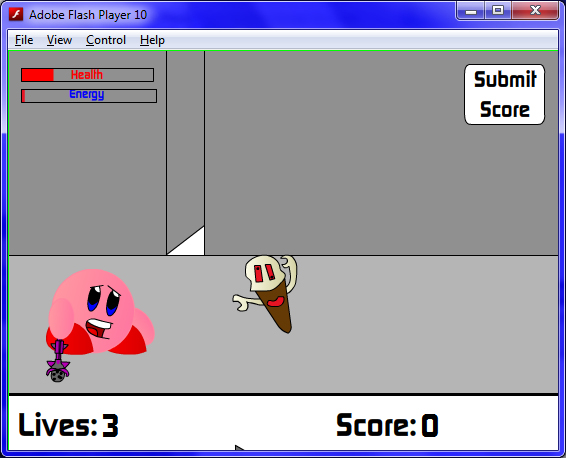 Adobe Flash Player 10
File View Control Help
Health
Energy
Submit
Score
Lives:3
Score:0